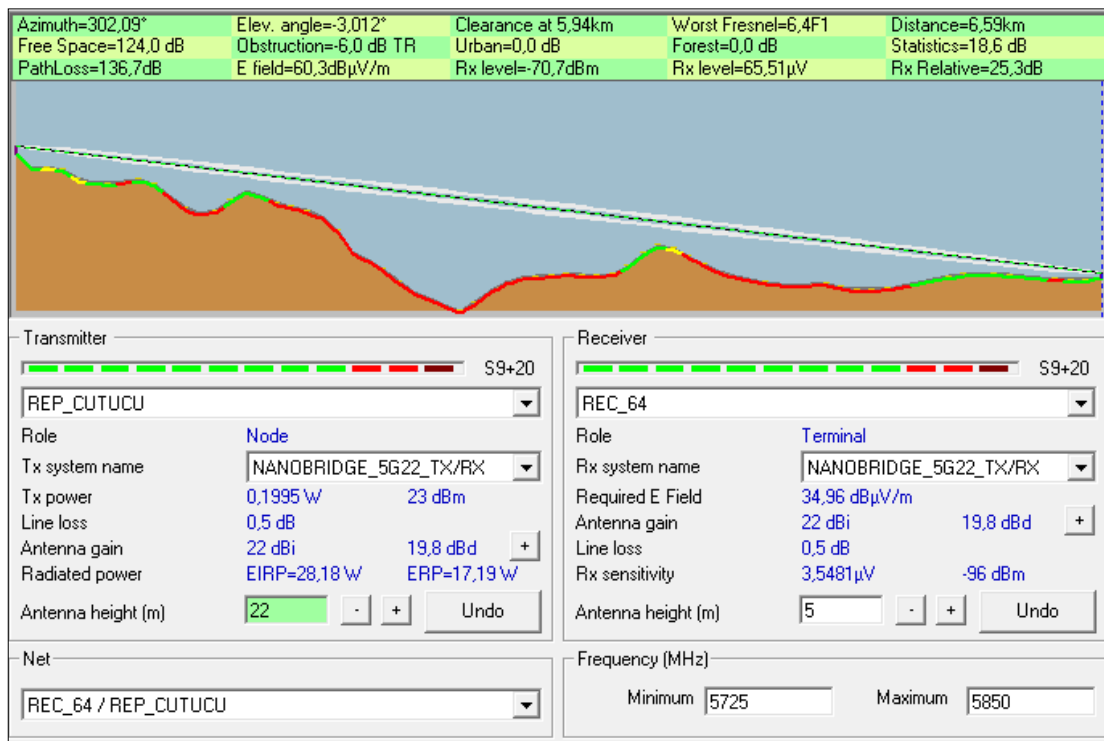 Azimuth=302,09° Elev. angle=-3,012° Clearance at 5,94km Worst Fresnel=6,4F1 Distance=6,59km
Free Space=124,0 dB Obstruction=-6,0 dB TR Urban=0,0 dB Forest=0,0 dB Statistics=18,6 dB
PathLoss=136,7dB E field=60,3dBµV/m Rx level=-70,7dBm Rx level=65,51µV Rx Relative=25,3dB
Transmitter
S9+20
REP_CUTUCU
Role Node
Tx system name NANOBRIDGE_5G22_TX/RX
Tx power 0,1995 W 23 dBm
Line loss 0,5 dB
Antenna gain 22 dBi 19,8 dBd +
Radiated power EIRP=28,18 W ERP=17,19 W
Antenna height (m) 22 - + Undo
Net
REC_64 / REP_CUTUCU
Receiver
S9+20
REC_64
Role Terminal
Rx system name NANOBRIDGE_5G22_TX/RX
Required E Field 34,96 dBµV/m
Antenna gain 22 dBi 19,8 dBd +
Line loss 0,5 dB
Rx sensitivity 3,5481µV -96 dBm
Antenna height (m) 5 - + Undo
Frequency (MHz)
Minimum 5725 Maximum 5850